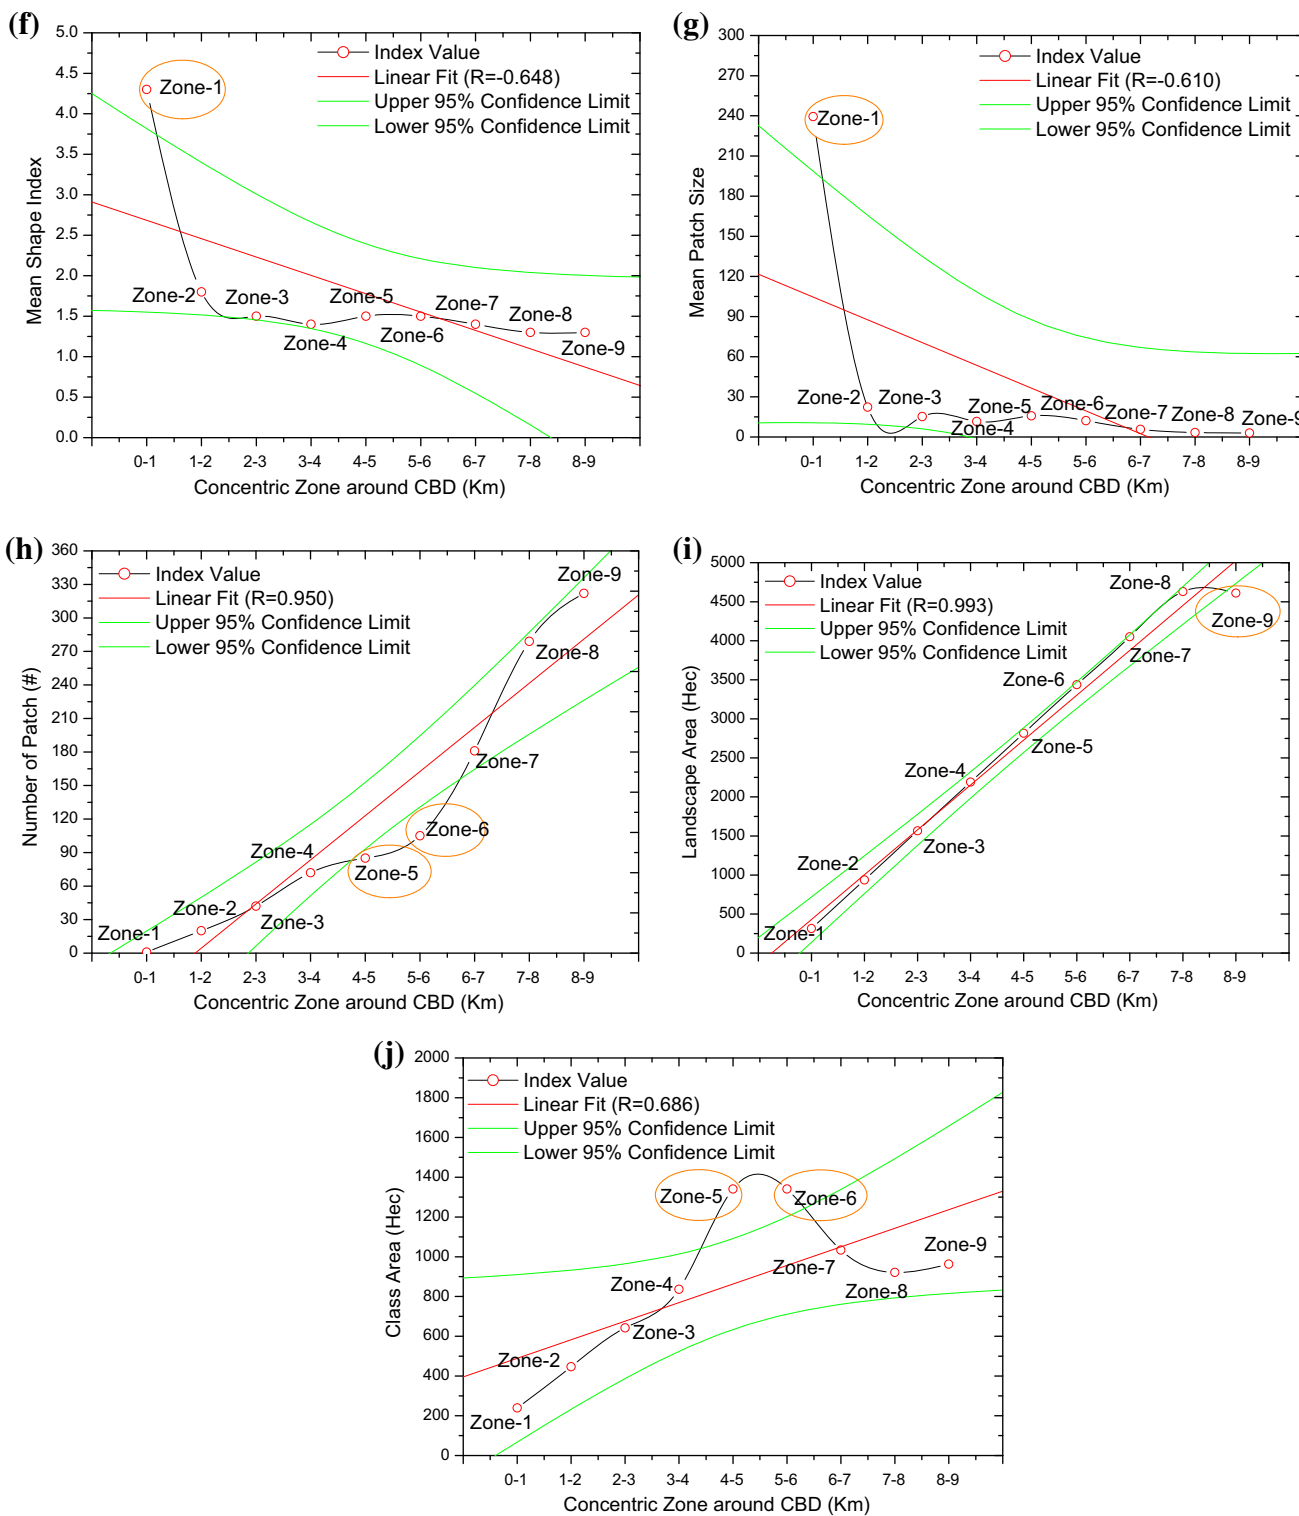 (f)
5.0
4.5
4.0
3.5
3.0
2.5
2.0
1.5
1.0
0.5
0.0
Mean Shape Index
Index Value
Linear Fit (R=-0.648)
Upper 95% Confidence Limit
Lower 95% Confidence Limit
Zone-1
Zone-2
Zone-3
Zone-4
Zone-5
Zone-6
Zone-7
Zone-8
Zone-9
0-1 1-2 2-3 3-4 4-5 5-6 6-7 7-8 8-9
Concentric Zone around CBD (Km)
(g)
300
270
240
210
180
150
120
90
60
30
0
Mean Patch Size
Index Value
Linear Fit (R=-0.610)
Upper 95% Confidence Limit
Lower 95% Confidence Limit
Zone-1
Zone-2
Zone-3
Zone-4
Zone-5
Zone-6
Zone-7
Zone-8
Zone-9
0-1 1-2 2-3 3-4 4-5 5-6 6-7 7-8 8-9
Concentric Zone around CBD (Km)
(h)
360
330
300
270
240
210
180
150
120
90
60
30
0
Number of Patch (#)
Index Value
Linear Fit (R=0.950)
Upper 95% Confidence Limit
Lower 95% Confidence Limit
Zone-1
Zone-2
Zone-3
Zone-4
Zone-5
Zone-6
Zone-7
Zone-8
Zone-9
0-1 1-2 2-3 3-4 4-5 5-6 6-7 7-8 8-9
Concentric Zone around CBD (Km)
(i)
5000
4500
4000
3500
3000
2500
2000
1500
1000
500
0
Landscape Area (Hec)
Index Value
Linear Fit (R=0.993)
Upper 95% Confidence Limit
Lower 95% Confidence Limit
Zone-1
Zone-2
Zone-3
Zone-4
Zone-5
Zone-6
Zone-7
Zone-8
Zone-9
0-1 1-2 2-3 3-4 4-5 5-6 6-7 7-8 8-9
Concentric Zone around CBD (Km)
(j)
2000
1800
1600
1400
1200
1000
800
600
400
200
0
Class Area (Hec)
Index Value
Linear Fit (R=0.686)
Upper 95% Confidence Limit
Lower 95% Confidence Limit
Zone-1
Zone-2
Zone-3
Zone-4
Zone-5
Zone-6
Zone-7
Zone-8
Zone-9
0-1 1-2 2-3 3-4 4-5 5-6 6-7 7-8 8-9
Concentric Zone around CBD (Km)